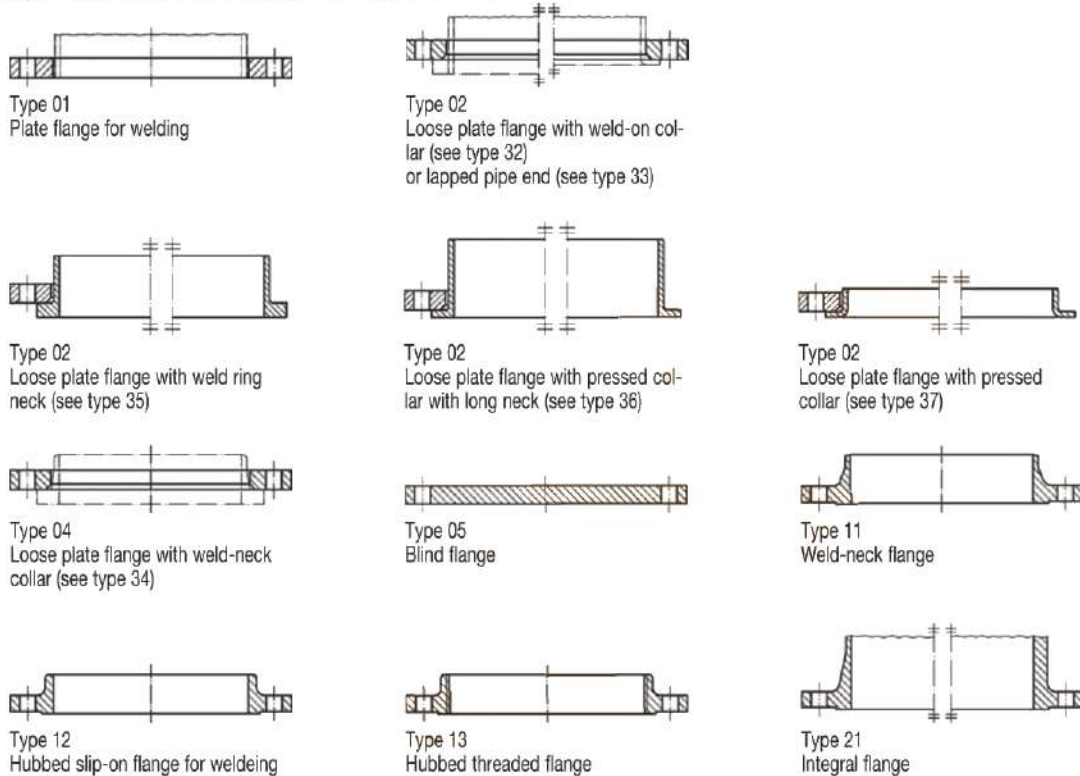 Type 01
Plate flange for welding
Type 02
Loose plate flange with weld-on col-
lar (see type 32)
or lapped pipe end (see type 33)
Type 02
Loose plate flange with weld ring
neck (see type 35)
Type 02
Loose plate flange with pressed col-
lar with long neck (see type 36)
Type 02
Loose plate flange with pressed
collar (see type 37)
Type 04
Loose plate flange with weld-neck
collar (see type 34)
Type 05
Blind flange
Type 11
Weld-neck flange
Type 12
Hubbed slip-on flange for weldeing
Type 13
Hubbed threaded flange
Type 21
Integral flange